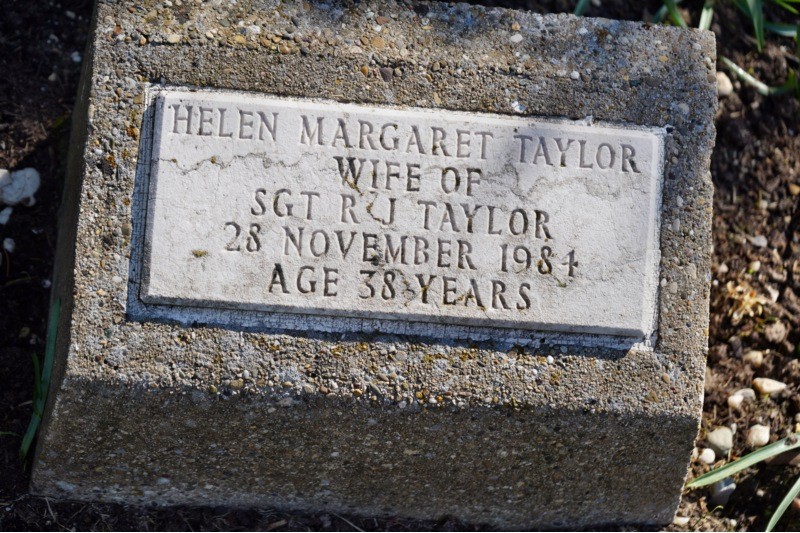 HELEN MARGARET TAYLOR
WIFE OF
SGT R J TAYLOR
28 NOVEMBER 1984
AGE 38 YEARS